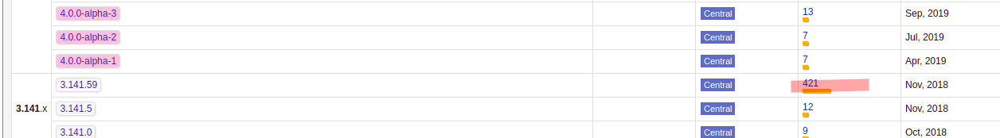 4.0.0-alpha-3 Central 13 Sep, 2019
4.0.0-alpha-2 Central 7 Jul, 2019
4.0.0-alpha-1 Central 7 Apr, 2019
3.141.59 Central 421 Nov, 2018
3.141.x 3.141.5 Central 12 Nov, 2018
3.141.0 Central 9 Oct, 2018